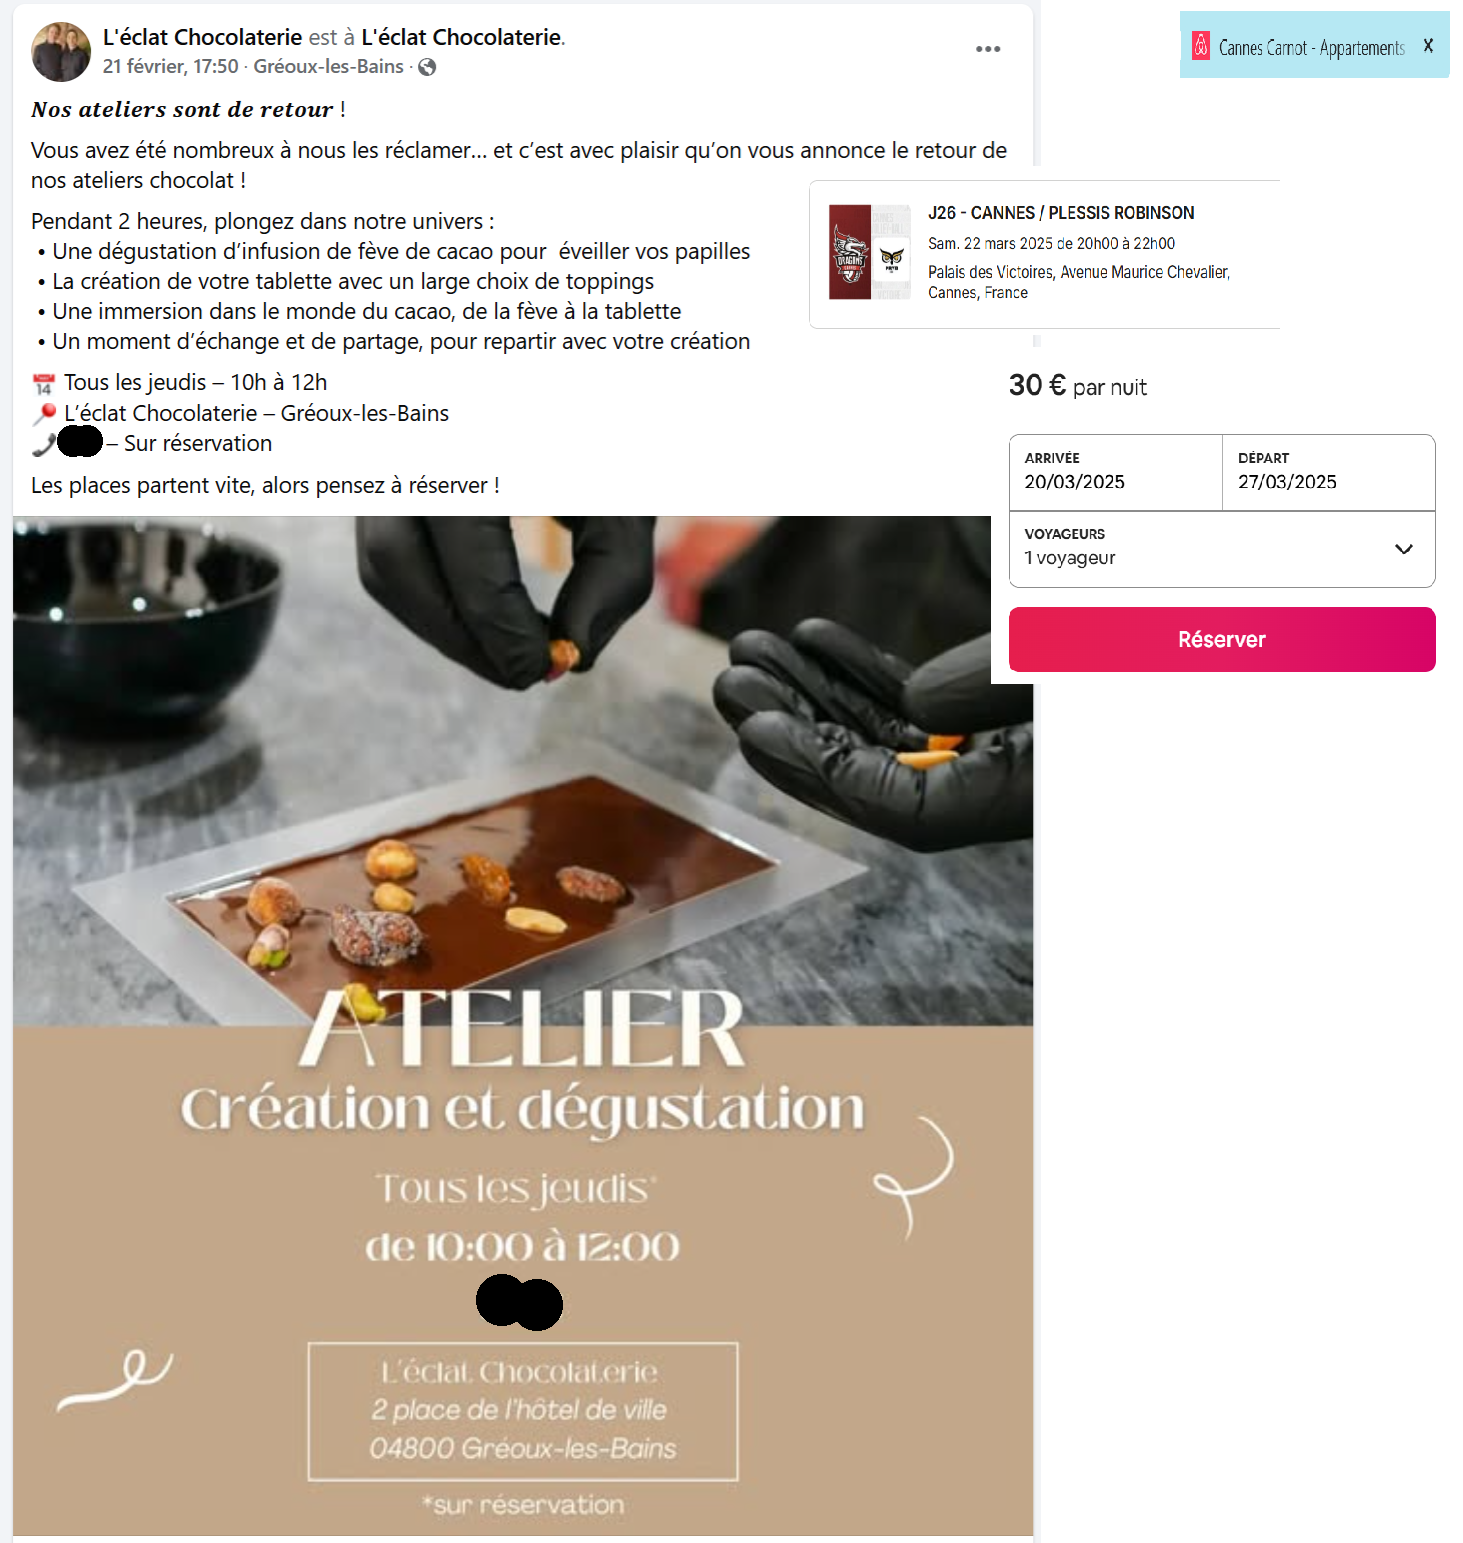 L'éclat Chocolaterie est à L'éclat Chocolaterie.
21 février, 17:50 · Gréoux-les-Bains ·
Nos ateliers sont de retour !
Vous avez été nombreux à nous les réclamer… et c’est avec plaisir qu’on vous annonce le retour de
nos ateliers chocolat !
Pendant 2 heures, plongez dans notre univers :
• Une dégustation d’infusion de fève de cacao pour éveiller vos papilles
• La création de votre tablette avec un large choix de toppings
• Une immersion dans le monde du cacao, de la fève à la tablette
• Un moment d’échange et de partage, pour repartir avec votre création
14 Tous les jeudis – 10h à 12h
L’éclat Chocolaterie – Gréoux-les-Bains
– Sur réservation
Les places partent vite, alors pensez à réserver !
Cannes Carnot - Appartements X
DRAGONS
J26 - CANNES / PLESSIS ROBINSON
Sam. 22 mars 2025 de 20h00 à 22h00
Palais des Victoires, Avenue Maurice Chevalier,
Cannes, France
30 € par nuit
ARRIVÉE
20/03/2025
DÉPART
27/03/2025
VOYAGEURS
1 voyageur
Réserver
ATELIER
Création et dégustation
Tous les jeudis*
de 10:00 à 12:00
L'éclat Chocolaterie
2 place de l'hôtel de ville
04800 Gréoux-les-Bains
*sur réservation